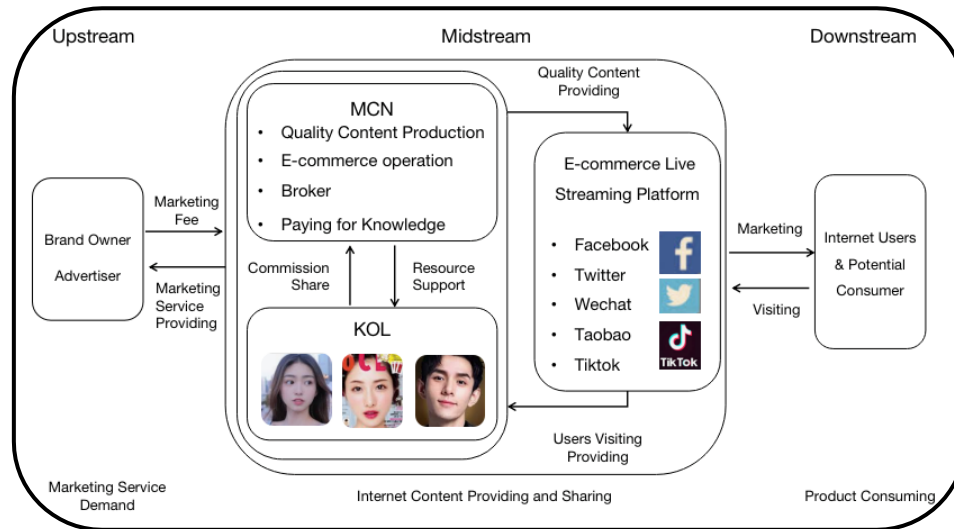 Upstream
Midstream
Downstream
Quality Content
Providing
MCN
• Quality Content Production
• E-commerce operation
• Broker
• Paying for Knowledge
E-commerce Live
Streaming Platform
• Facebook
• Twitter
• Wechat
• Taobao
• Tiktok
f
TikTok
Marketing
Fee
Brand Owner
Advertiser
Marketing
Service
Providing
Commission
Share
Resource
Support
Marketing
Visiting
Internet Users
& Potential
Consumer
KOL
Users Visiting
Providing
Marketing Service
Demand
Internet Content Providing and Sharing
Product Consuming